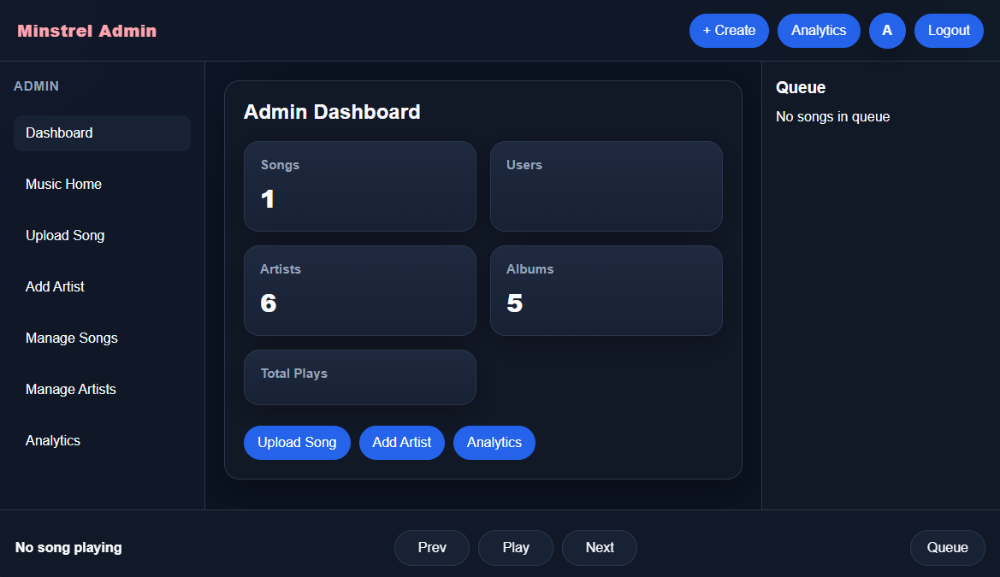 Minstrel Admin
+ Create
Analytics
A
Logout
ADMIN
Dashboard
Music Home
Upload Song
Add Artist
Manage Songs
Manage Artists
Analytics
Admin Dashboard
Songs
1
Users
Artists
6
Albums
5
Total Plays
Upload Song
Add Artist
Analytics
Queue
No songs in queue
No song playing
Prev
Play
Next
Queue